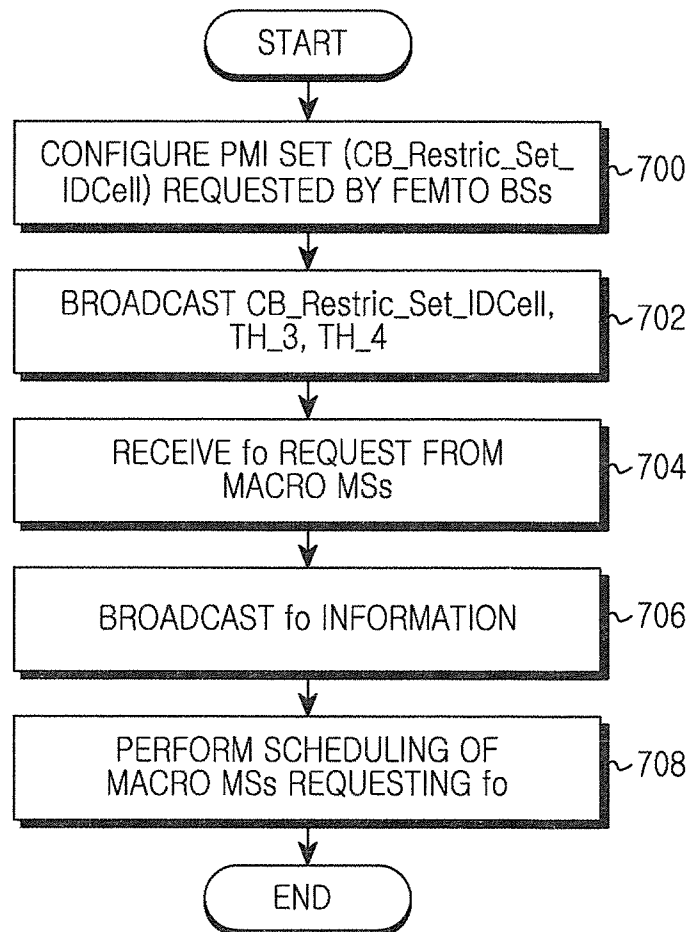 START
CONFIGURE PMI SET (CB_Restric_Set_
IDCell) REQUESTED BY FEMTO BSs
700
BROADCAST CB_Restric_Set_IDCell,
TH_3, TH_4
702
RECEIVE fo REQUEST FROM
MACRO MSs
704
BROADCAST fo INFORMATION
706
PERFORM SCHEDULING OF
MACRO MSs REQUESTING fo
708
END